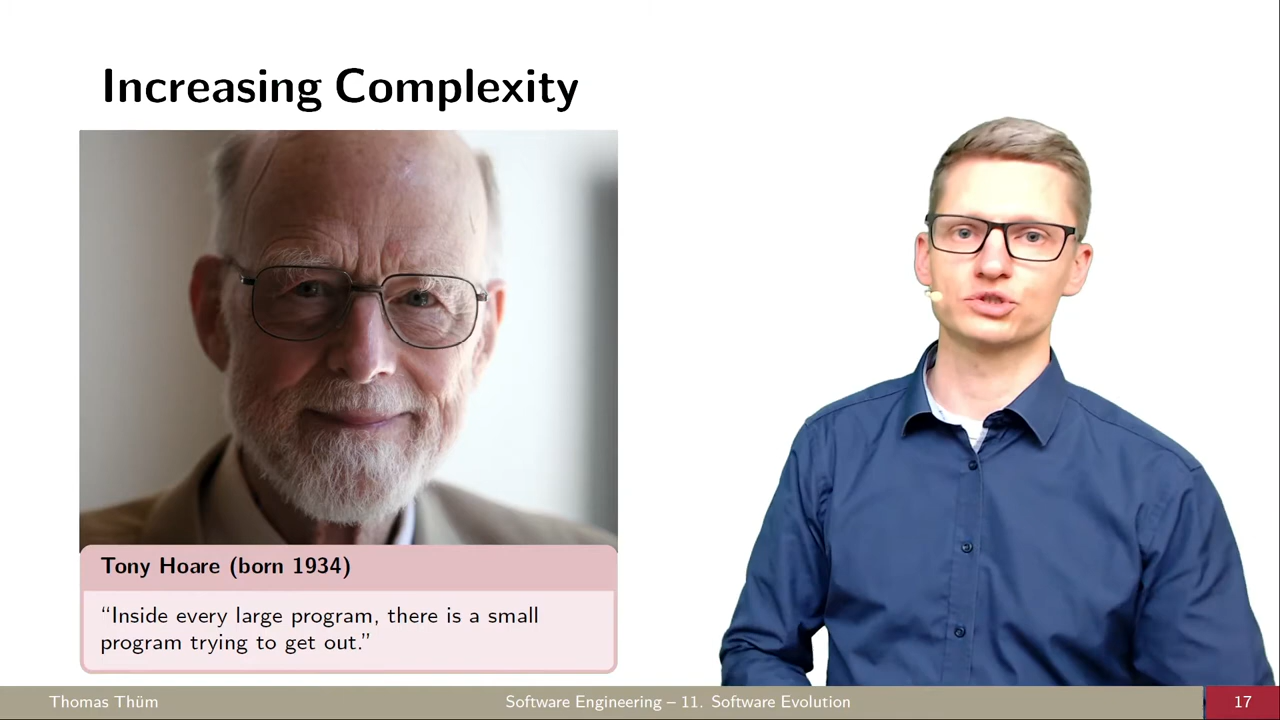 Increasing Complexity
Tony Hoare (born 1934)
“Inside every large program, there is a small
program trying to get out.”
Thomas Thüm
Software Engineering – 11. Software Evolution
17